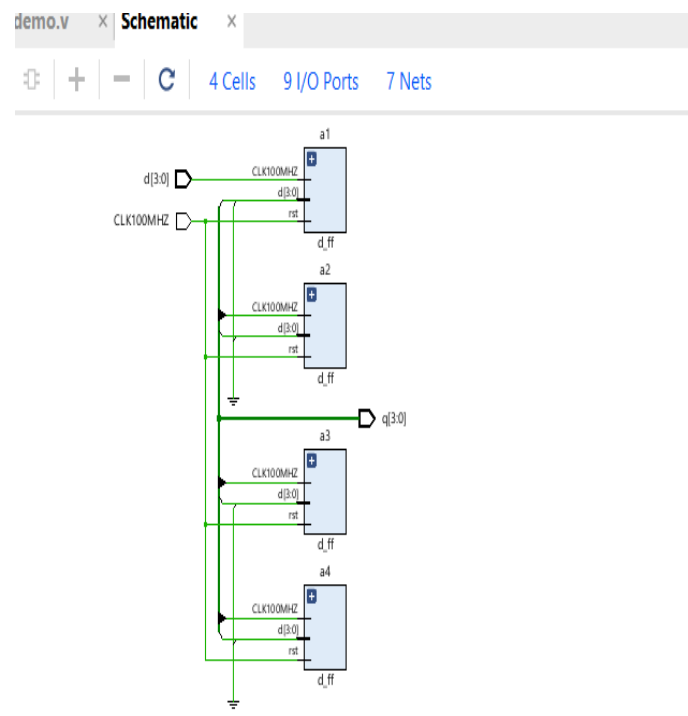 demo.v × Schematic ×
4 Cells 9 I/O Ports 7 Nets
a1
d[3:0]
CLK100MHZ
CLK100MHZ
d[3:0]
rst
d_ff
a2
CLK100MHZ
d[3:0]
rst
d_ff
q[3:0]
a3
CLK100MHZ
d[3:0]
rst
d_ff
a4
CLK100MHZ
d[3:0]
rst
d_ff